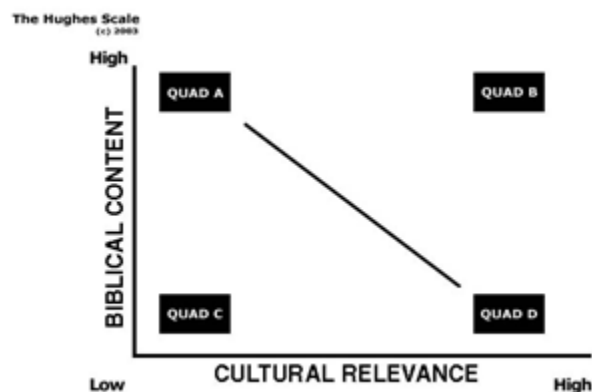 The Hughes Scale
(c) 2003
High
QUAD A
QUAD B
BIBLICAL CONTENT
QUAD C
QUAD D
Low
CULTURAL RELEVANCE
High